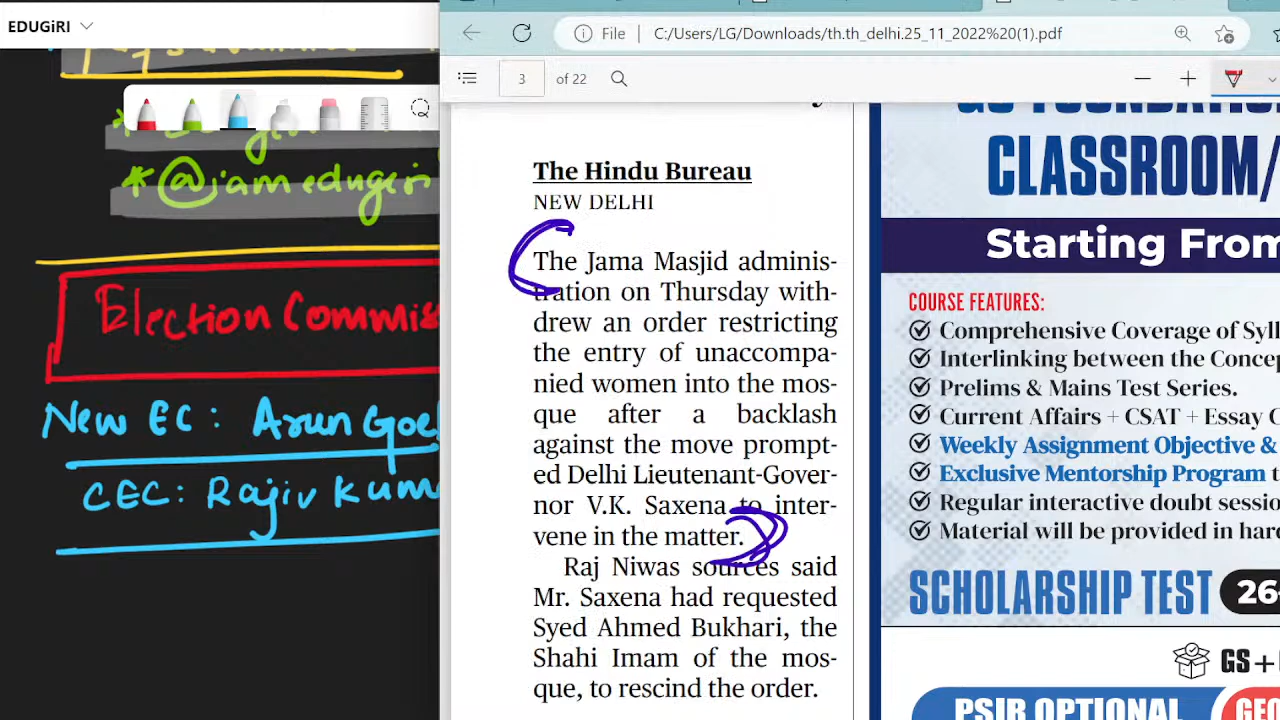 EDUGiRI
* @jamedugiri
Election Commis
New EC: Arun Goel
CEC: Rajiv Kum
File
C:/Users/LG/Downloads/th.th_delhi.25_11_2022%20(1).pdf
3 of 22
The Hindu Bureau
NEW DELHI
The Jama Masjid adminis-
tration on Thursday with-
drew an order restricting
the entry of unaccompa-
nied women into the mos-
que after a backlash
against the move prompt-
ed Delhi Lieutenant-Gover-
nor V.K. Saxena to inter-
vene in the matter.
Raj Niwas sources said
Mr. Saxena had requested
Syed Ahmed Bukhari, the
Shahi Imam of the mos-
que, to rescind the order.
GS FOUNDATION
CLASSROOM/
Starting From
COURSE FEATURES:
Comprehensive Coverage of Syll
Interlinking between the Concep
Prelims & Mains Test Series.
Current Affairs + CSAT + Essay C
Weekly Assignment Objective &
Exclusive Mentorship Program t
Regular interactive doubt sessio
Material will be provided in hard
SCHOLARSHIP TEST 26
GS+
PSIR OPTIONAL
GEO